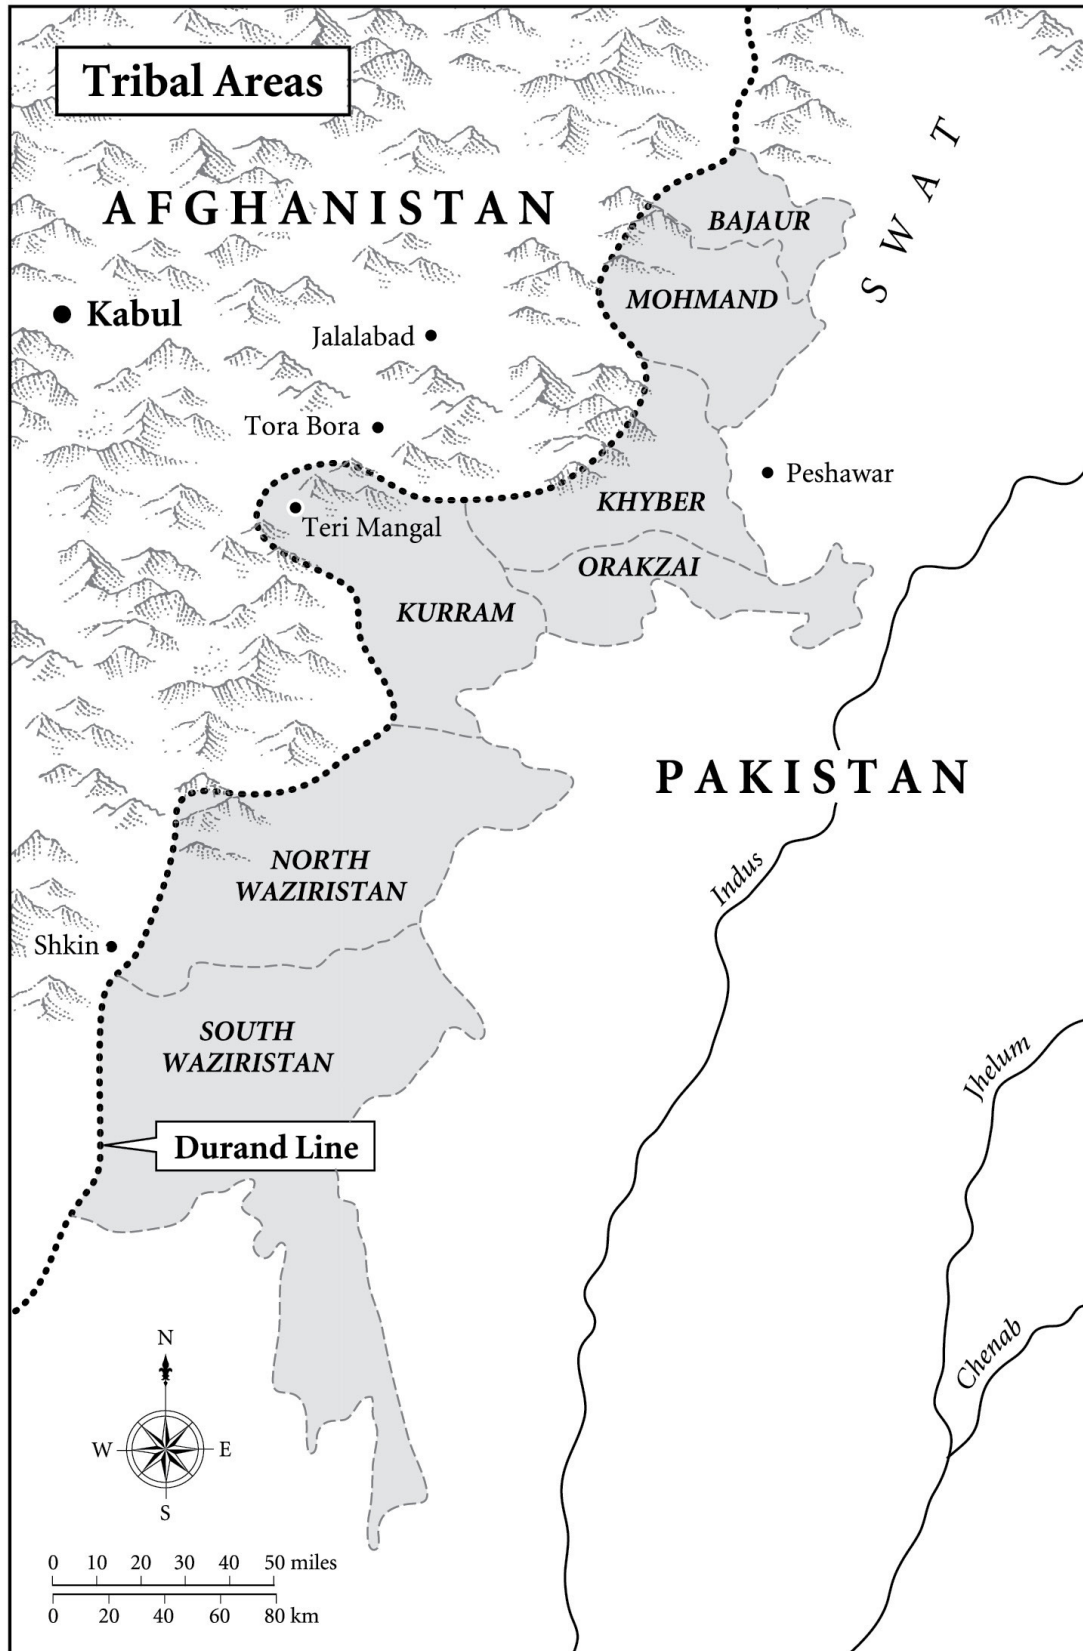 Tribal Areas
AFGHANISTAN
SWAT
BAJAUR
MOHMAND
Kabul
Jalalabad
Tora Bora
Peshawar
KHYBER
Teri Mangal
ORAKZAI
KURRAM
PAKISTAN
NORTH
WAZIRISTAN
Indus
Shkin
SOUTH
WAZIRISTAN
Jhelum
Durand Line
Chenab
N
W E
S
0 10 20 30 40 50 miles
0 20 40 60 80 km